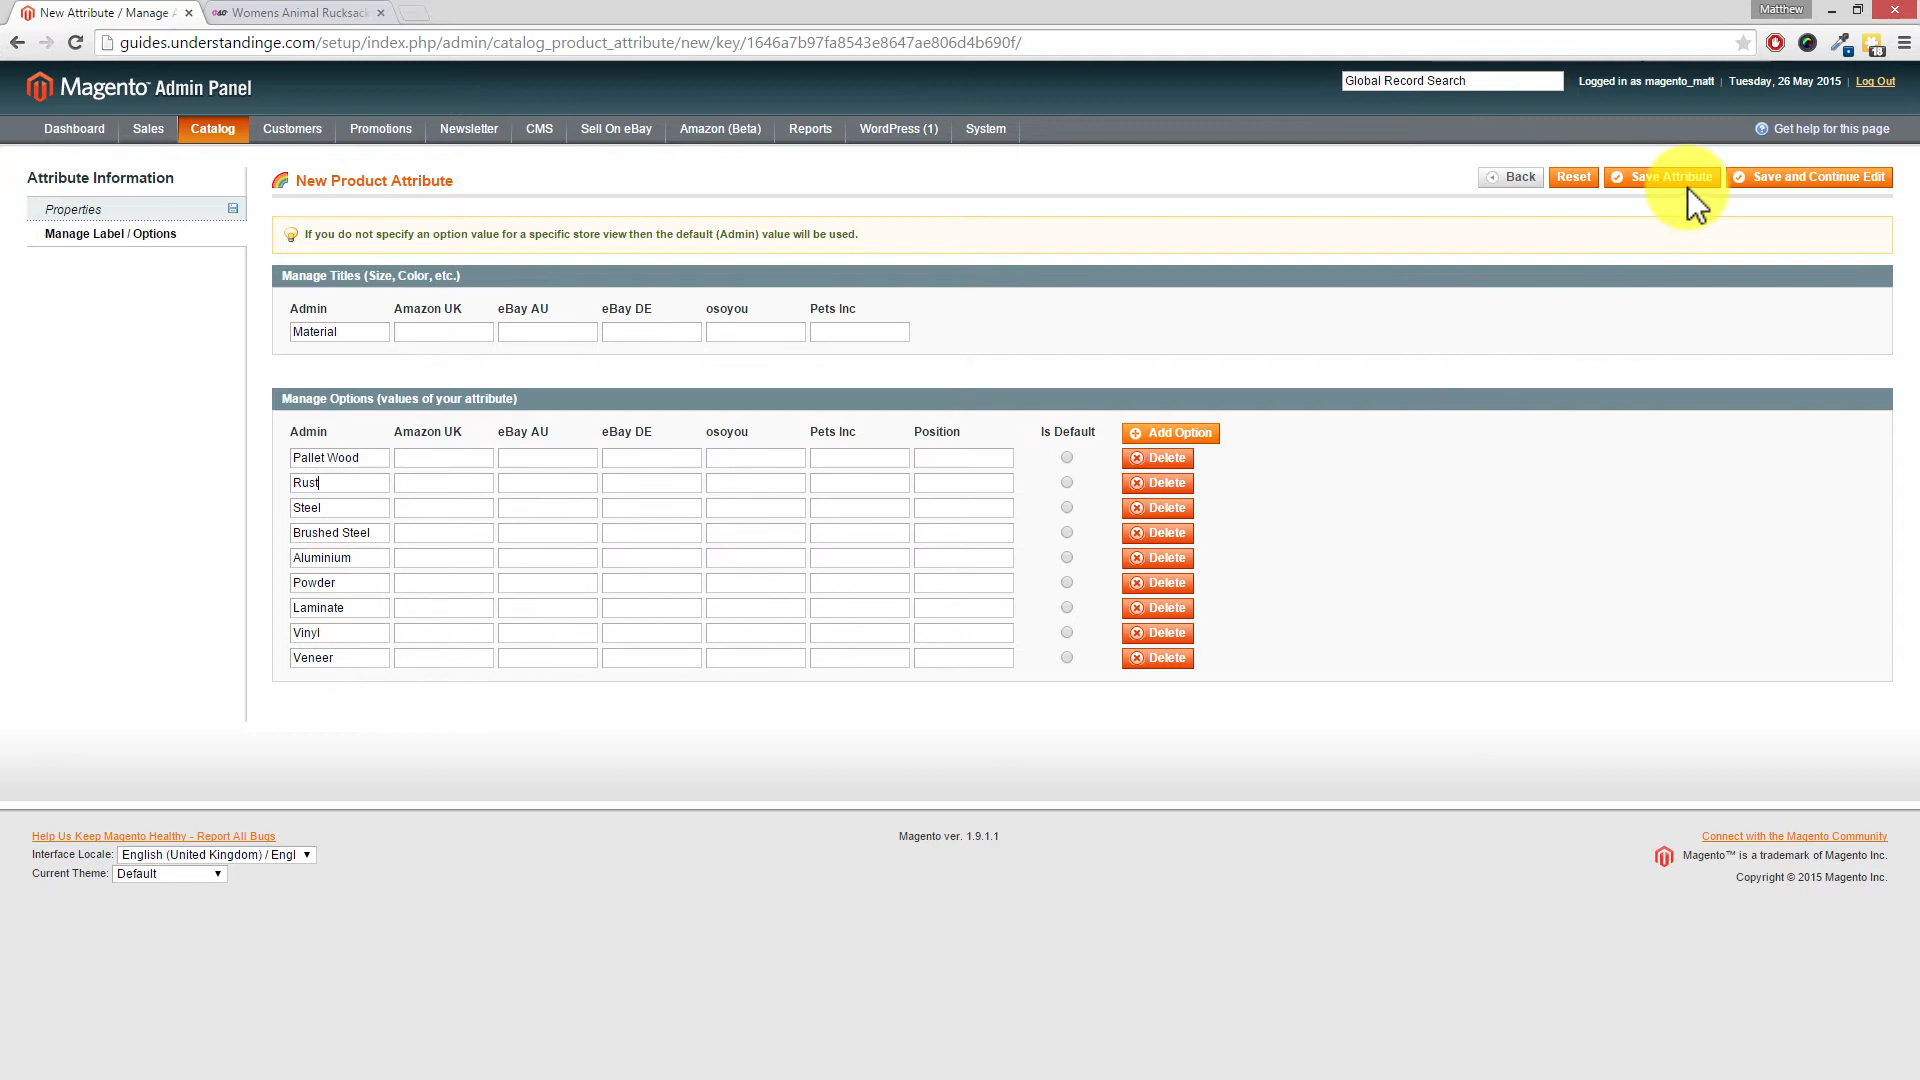 New Attribute / Manage A
Womens Animal Rucksack
Matthew
guides.understandinge.com/setup/index.php/admin/catalog_product_attribute/new/key/1646a7b97fa8543e8647ae806d4b690f/
18
Magento™ Admin Panel
Global Record Search
Logged in as magento_matt | Tuesday, 26 May 2015 | Log Out
Dashboard Sales Catalog Customers Promotions Newsletter CMS Sell On eBay Amazon (Beta) Reports WordPress (1) System
Get help for this page
Attribute Information
Properties
Manage Label / Options
New Product Attribute
Back Reset Save Attribute Save and Continue Edit
If you do not specify an option value for a specific store view then the default (Admin) value will be used.
Manage Titles (Size, Color, etc.)
Admin Amazon UK eBay AU eBay DE osoyou Pets Inc
Material
Manage Options (values of your attribute)
Admin Amazon UK eBay AU eBay DE osoyou Pets Inc Position Is Default Add Option
Pallet Wood Delete
Rust Delete
Steel Delete
Brushed Steel Delete
Aluminium Delete
Powder Delete
Laminate Delete
Vinyl Delete
Veneer Delete
Help Us Keep Magento Healthy - Report All Bugs
Interface Locale: English (United Kingdom) / Engl
Current Theme: Default
Magento ver. 1.9.1.1
Connect with the Magento Community
Magento™ is a trademark of Magento Inc.
Copyright © 2015 Magento Inc.